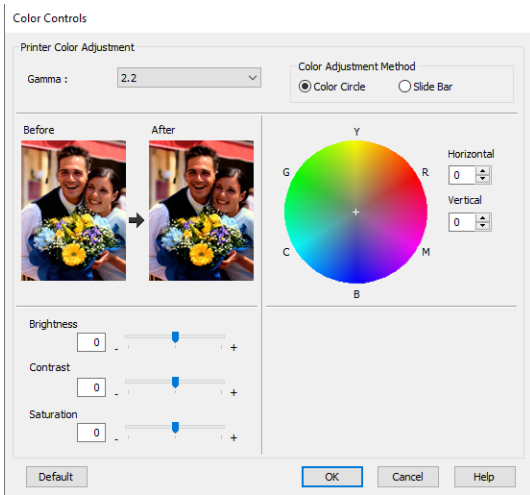 Color Controls
Printer Color Adjustment
Gamma :
2.2
Color Adjustment Method
Color Circle
Slide Bar
Before
After
Y
G
R
C
M
B
Horizontal
0
Vertical
0
Brightness
0
- +
Contrast
0
- +
Saturation
0
- +
Default
OK
Cancel
Help